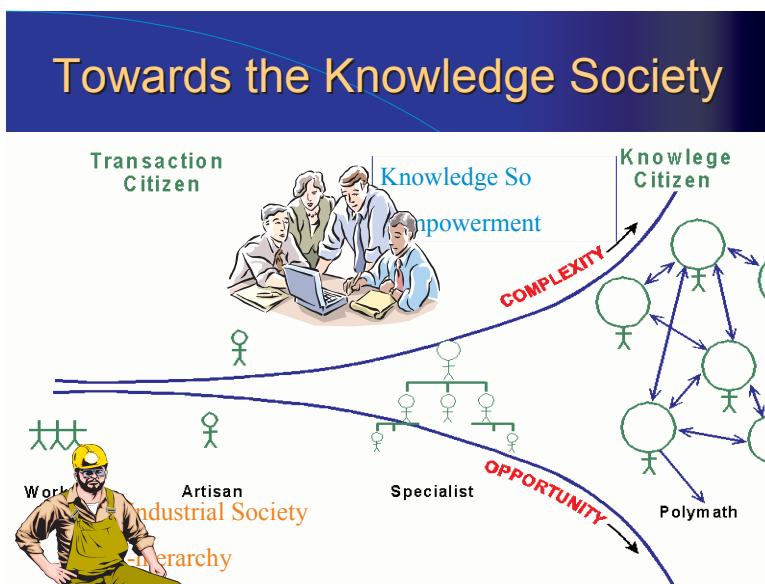 Towards the Knowledge Society
Transaction
Citizen
Knowledge So
mpowerment
Knowlege
Citizen
COMPLEXITY
Work
Artisan
Specialist
OPPORTUNITY
Polymath
ndustrial Society
-hierarchy